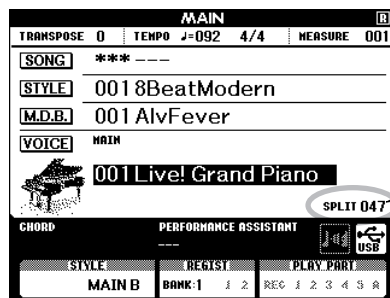 MAIN R
TRANSPOSE 0 TEMPO ♩=092 4/4 MEASURE 001
SONG ***---
STYLE 001 8BeatModern
M.D.B. 001 AlvFever
VOICE MAIN
001 Live! Grand Piano
SPLIT 047
CHORD PERFORMANCE ASSISTANT
--- USB
STYLE REGIST PLAY PART
MAIN B BANK:1 1 2 REC 1 2 3 4 5 A